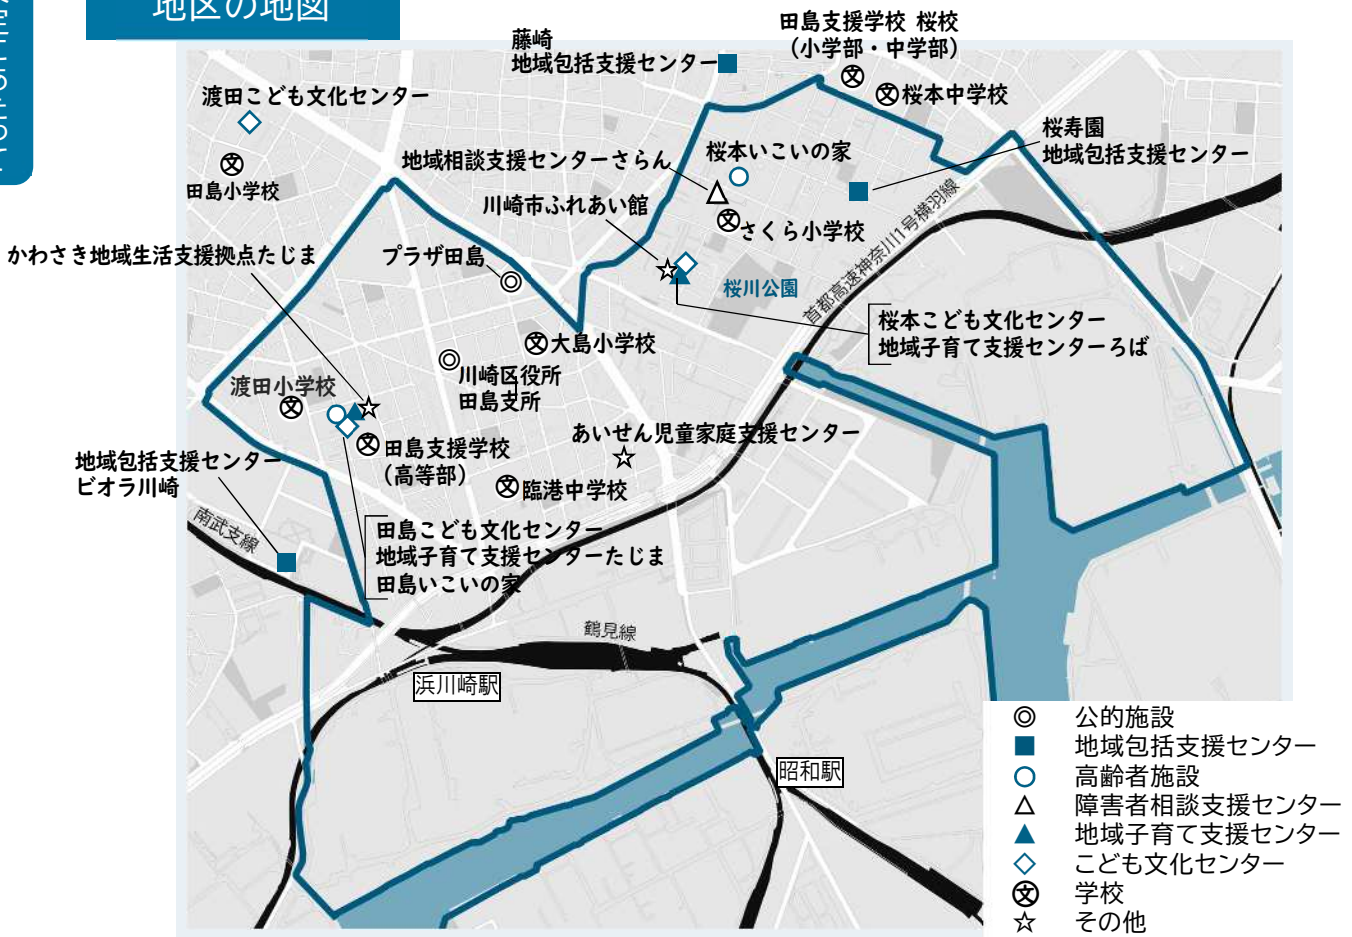 地区の地図
田島支援学校 桜校
（小学部・中学部）
藤崎
地域包括支援センター
渡田こども文化センター
桜本中学校
桜寿園
地域包括支援センター
桜本いこいの家
地域相談支援センターさらん
田島小学校
川崎市ふれあい館
さくら小学校
首都高速神奈川1号横羽線
かわさき地域生活支援拠点たじま
プラザ田島
桜川公園
桜本こども文化センター
地域子育て支援センターろば
大島小学校
川崎区役所
田島支所
渡田小学校
あいせん児童家庭支援センター
田島支援学校
（高等部）
地域包括支援センター
ビオラ川崎
臨港中学校
南武支線
田島こども文化センター
地域子育て支援センターたじま
田島いこいの家
鶴見線
浜川崎駅
昭和駅
◎ 公的施設
■ 地域包括支援センター
○ 高齢者施設
△ 障害者相談支援センター
▲ 地域子育て支援センター
◇ こども文化センター
文 学校
☆ その他